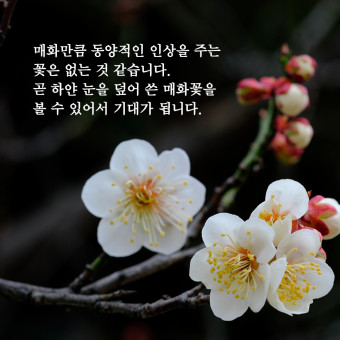 매화만큼 동양적인 인상을 주는
꽃은 없는 것 같습니다.
곧 하얀 눈을 덮어 쓴 매화꽃을
볼 수 있어서 기대가 됩니다.